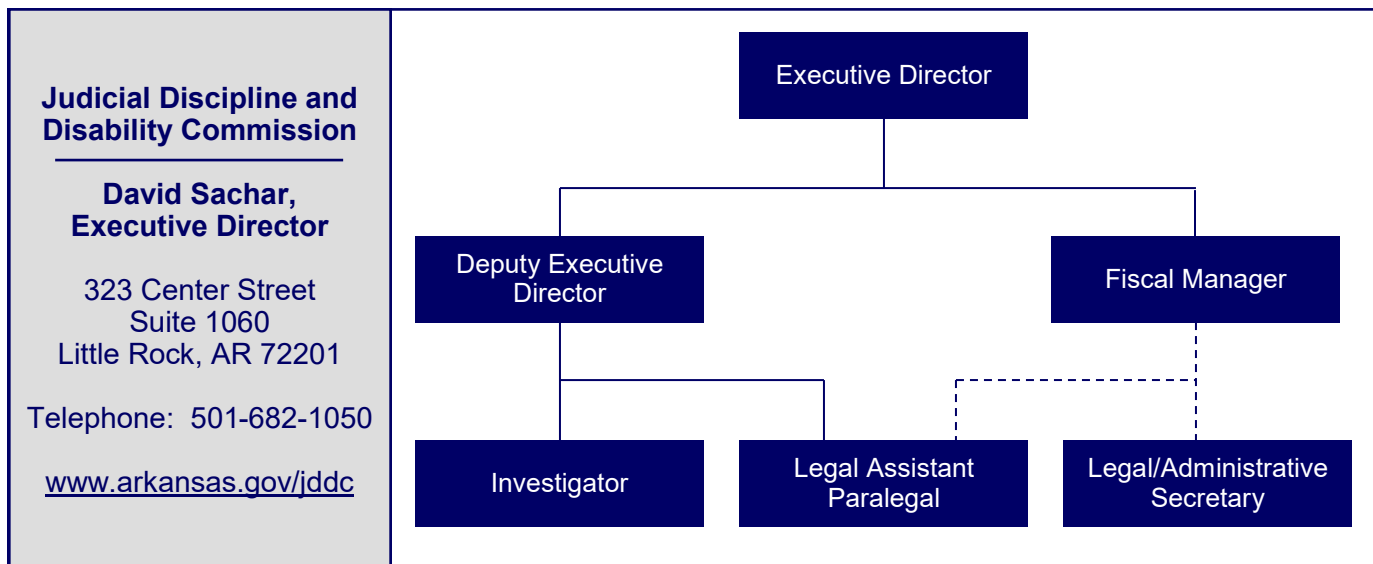 Judicial Discipline and
Disability Commission
David Sachar,
Executive Director
323 Center Street
Suite 1060
Little Rock, AR 72201
Telephone:  501-682-1050
www.arkansas.gov/jddc
Executive Director
Deputy Executive
Director
Fiscal Manager
Investigator
Legal Assistant
Paralegal
Legal/Administrative
Secretary